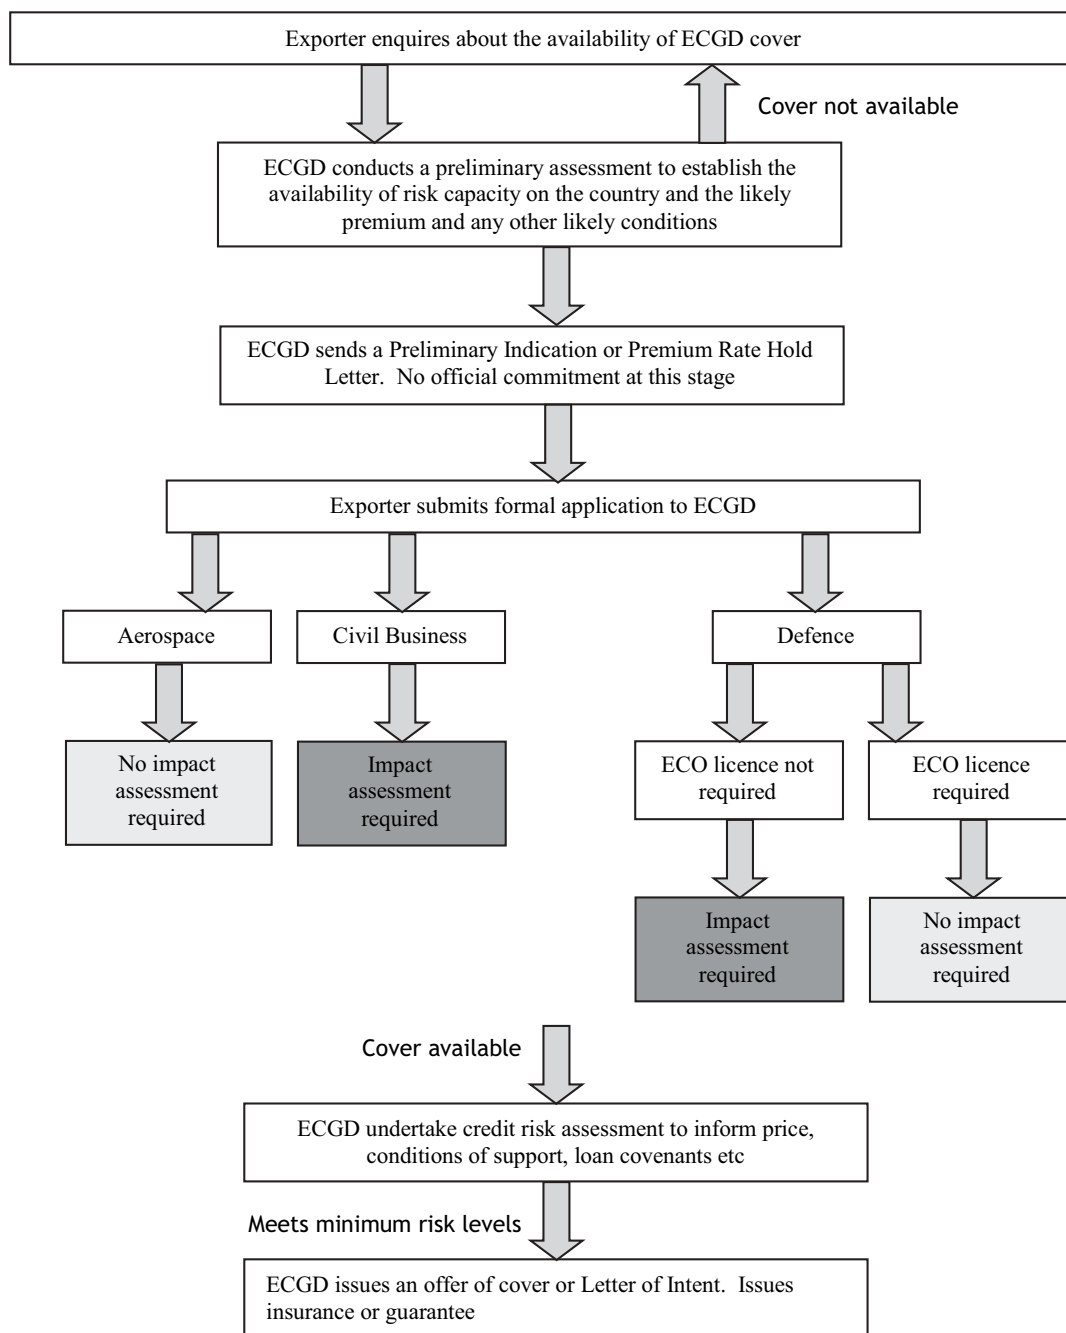 Exporter enquires about the availability of ECGD cover
Cover not available
ECGD conducts a preliminary assessment to establish the
availability of risk capacity on the country and the likely
premium and any other likely conditions
ECGD sends a Preliminary Indication or Premium Rate Hold
Letter.  No official commitment at this stage
Exporter submits formal application to ECGD
Aerospace
Civil Business
Defence
No impact
assessment
required
Impact
assessment
required
ECO licence not
required
ECO licence
required
Impact
assessment
required
No impact
assessment
required
Cover available
ECGD undertake credit risk assessment to inform price,
conditions of support, loan covenants etc
Meets minimum risk levels
ECGD issues an offer of cover or Letter of Intent.  Issues
insurance or guarantee